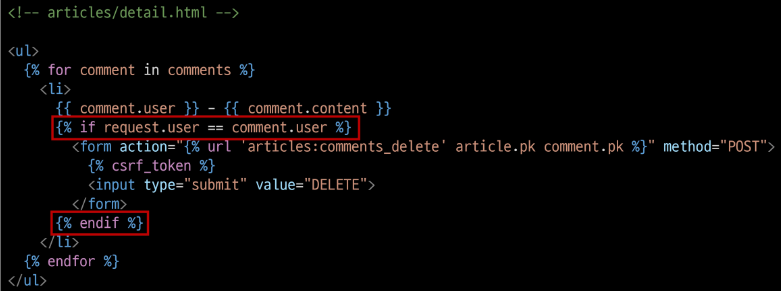 <!-- articles/detail.html -->
<ul>
{% for comment in comments %}
<li>
{{ comment.user }} - {{ comment.content }}
{% if request.user == comment.user %}
<form action="{% url 'articles:comments_delete' article.pk comment.pk %}" method="POST">
{% csrf_token %}
<input type="submit" value="DELETE">
</form>
{% endif %}
</li>
{% endfor %}
</ul>